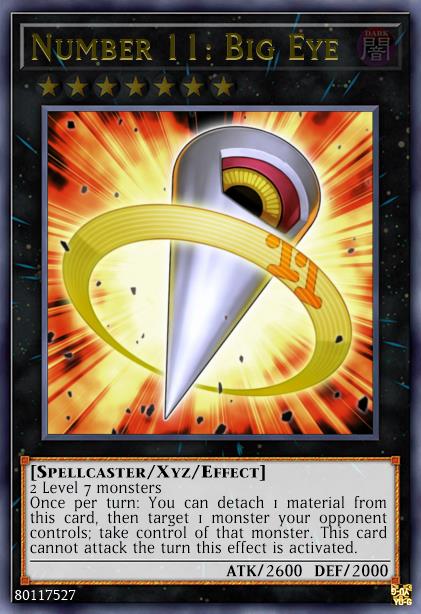 Number 11: Big Eye
DARK
闇
11
[Spellcaster/Xyz/Effect]
2 Level 7 monsters
Once per turn: You can detach 1 material from
this card, then target 1 monster your opponent
controls; take control of that monster. This card
cannot attack the turn this effect is activated.
ATK/2600 DEF/2000
80117527